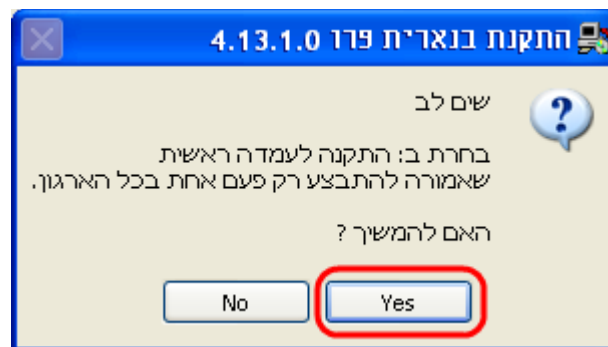 התקנת בנארית פרו 4.13.1.0
שים לב
בחרת ב: התקנה לעמדה ראשית
שאמורה להתבצע רק פעם אחת בכל הארגון.
האם להמשיך ?
Yes
No